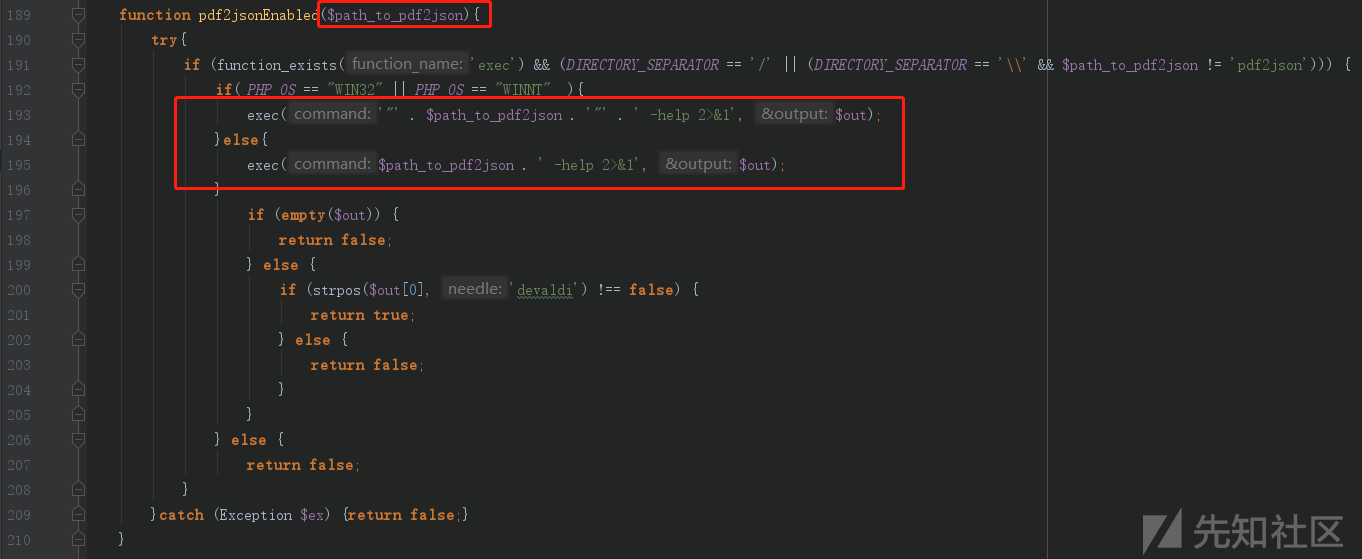 189 function pdf2jsonEnabled($path_to_pdf2json){
190 try{
191 if (function_exists( function_name: 'exec') && (DIRECTORY_SEPARATOR == '/' || (DIRECTORY_SEPARATOR == '\\' && $path_to_pdf2json != 'pdf2json'))) {
192 if( PHP_OS == "WIN32" || PHP_OS == "WINNT" ){
193 exec( command: '"' . $path_to_pdf2json . '"' . ' -help 2>&1', &output: $out);
194 }else{
195 exec( command: $path_to_pdf2json . ' -help 2>&1', &output: $out);
196 }
197 if (empty($out)) {
198 return false;
199 } else {
200 if (strpos($out[0], needle: 'devaldi') !== false) {
201 return true;
202 } else {
203 return false;
204 }
205 }
206 } else {
207 return false;
208 }
209 }catch (Exception $ex) {return false;}
210 }
先知社区